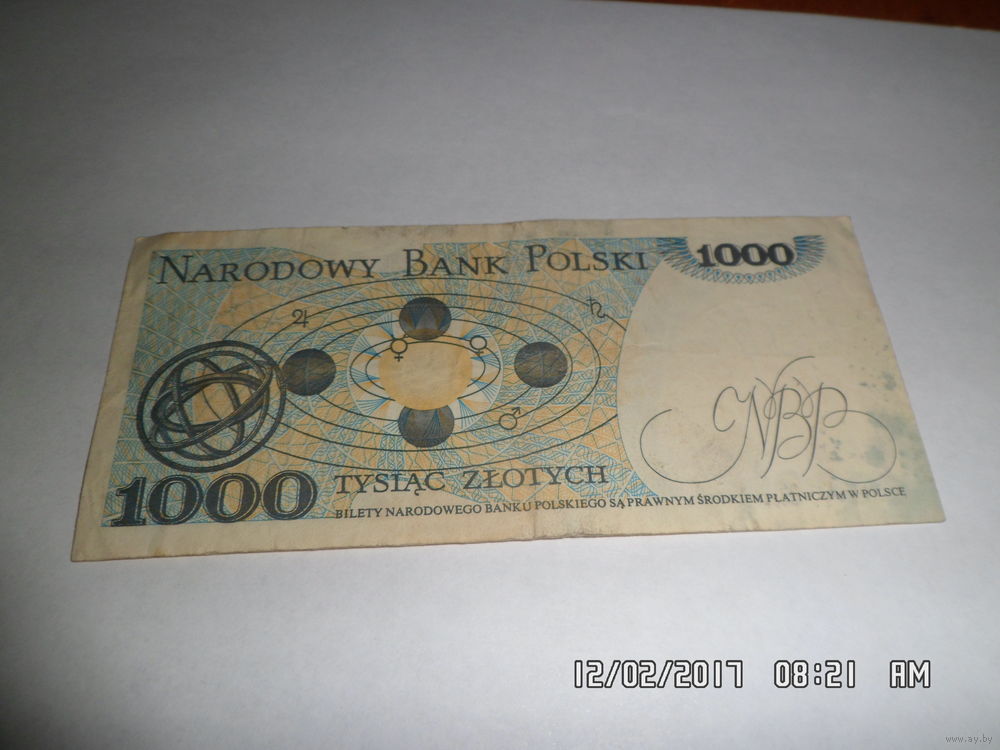 NARODOWY BANK POLSKI
1000
NBP
1000
TYSIĄC ZŁOTYCH
BILETY NARODOWEGO BANKU POLSKIEGO SĄ PRAWNYM ŚRODKIEM PŁATNICZYM W POLSCE
12/02/2017 08:21 AM
www.ay.by